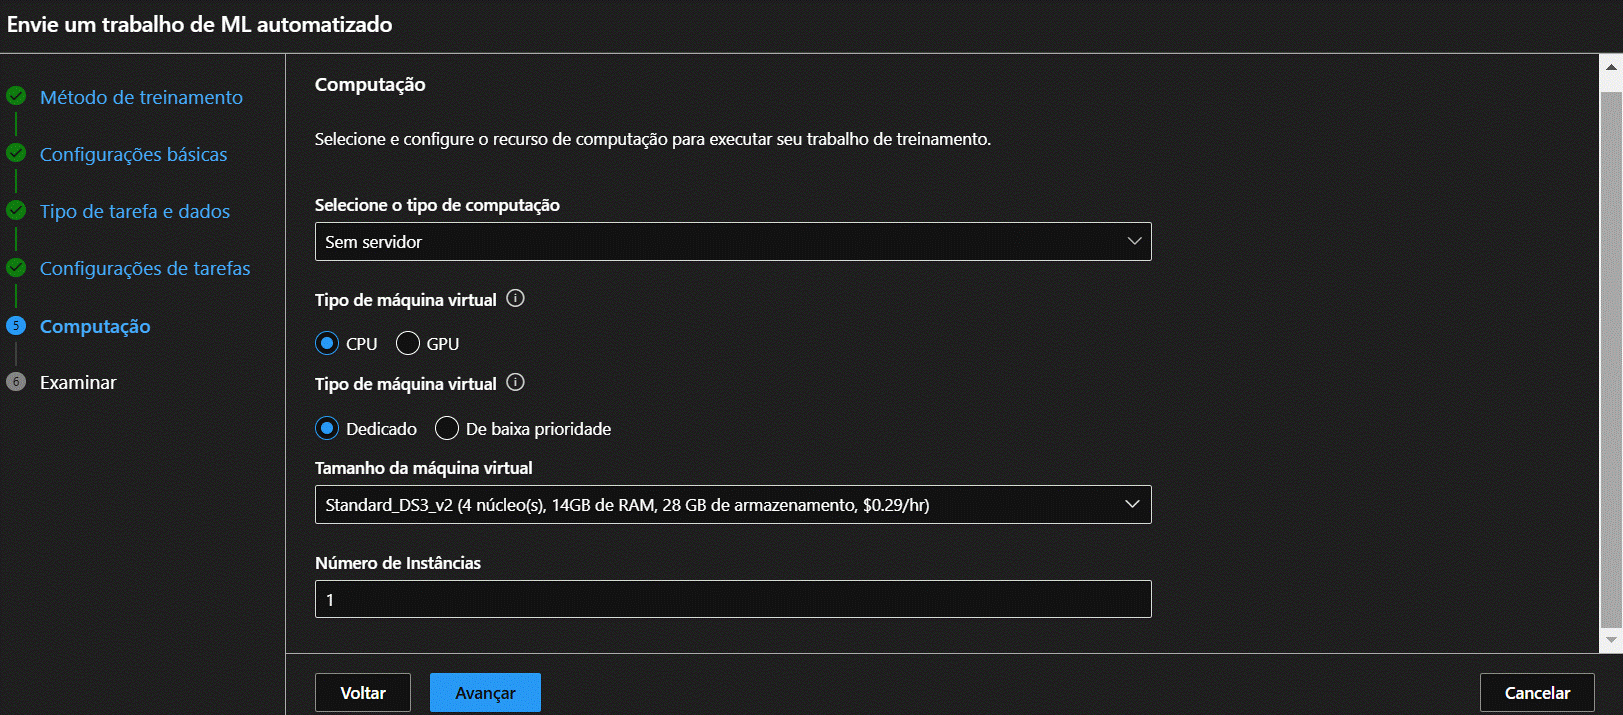 Envie um trabalho de ML automatizado
Método de treinamento
Configurações básicas
Tipo de tarefa e dados
Configurações de tarefas
5
Computação
6
Examinar
Computação
Selecione e configure o recurso de computação para executar seu trabalho de treinamento.
Selecione o tipo de computação
Sem servidor
Tipo de máquina virtual
CPU GPU
Tipo de máquina virtual
Dedicado De baixa prioridade
Tamanho da máquina virtual
Standard_DS3_v2 (4 núcleo(s), 14GB de RAM, 28 GB de armazenamento, $0.29/hr)
Número de Instâncias
1
Voltar Avançar Cancelar